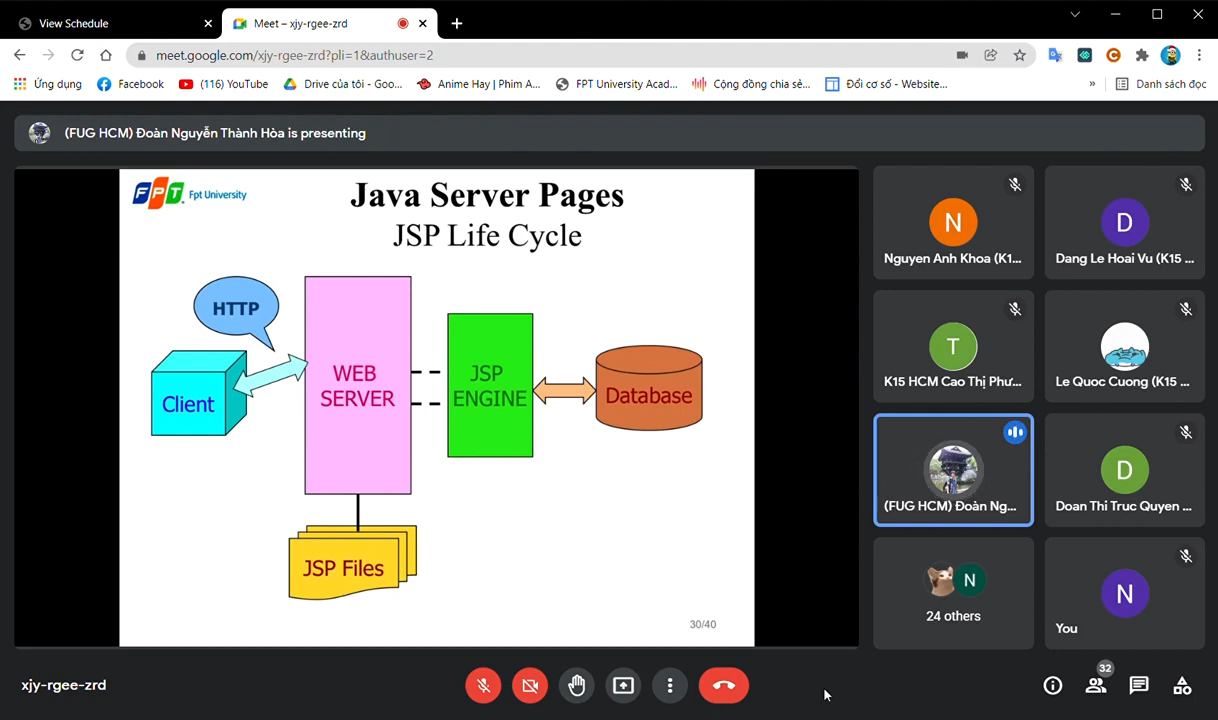 View Schedule
Meet – xjy-rgee-zrd
meet.google.com/xjy-rgee-zrd?pli=1&authuser=2
Ứng dụng
Facebook
(116) YouTube
Drive của tôi - Goo...
Anime Hay | Phim A...
FPT University Acad...
Cộng đồng chia sẻ...
Đổi cơ sở - Website...
»
Danh sách đọc
(FUG HCM) Đoàn Nguyễn Thành Hòa is presenting
FPT Fpt University
Java Server Pages
JSP Life Cycle
HTTP
Client
WEB
SERVER
JSP
ENGINE
Database
JSP Files
30/40
N
Nguyen Anh Khoa (K1...
D
Dang Le Hoai Vu (K15 ...
T
K15 HCM Cao Thị Phư...
Le Quoc Cuong (K15 ...
(FUG HCM) Đoàn Ng...
D
Doan Thi Truc Quyen ...
N
24 others
N
You
xjy-rgee-zrd
32